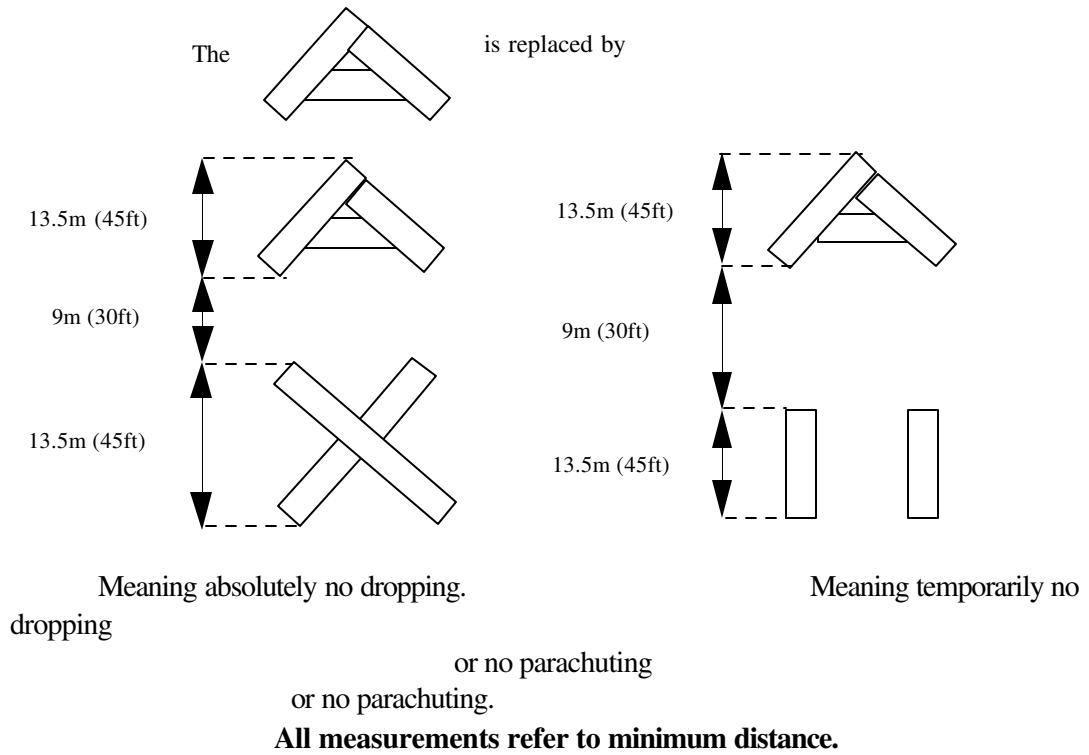 The is replaced by
13.5m (45ft) 13.5m (45ft)
9m (30ft) 9m (30ft)
13.5m (45ft) 13.5m (45ft)
Meaning absolutely no dropping. Meaning temporarily no
dropping
or no parachuting
or no parachuting.
All measurements refer to minimum distance.